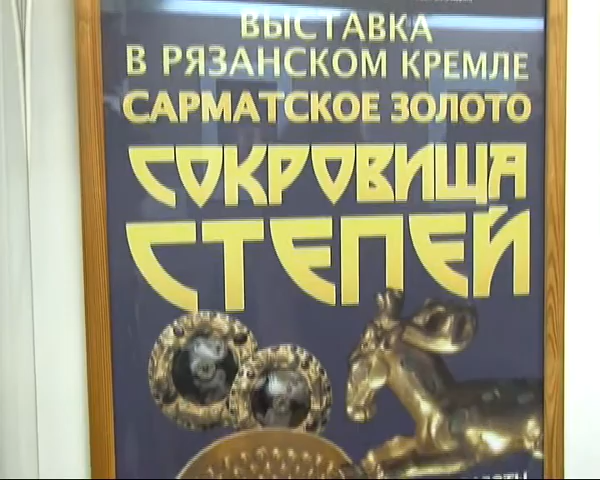 ВЫСТАВКА
В РЯЗАНСКОМ КРЕМЛЕ
САРМАТСКОЕ ЗОЛОТО
СОКРОВИЩА
СТЕПЕЙ